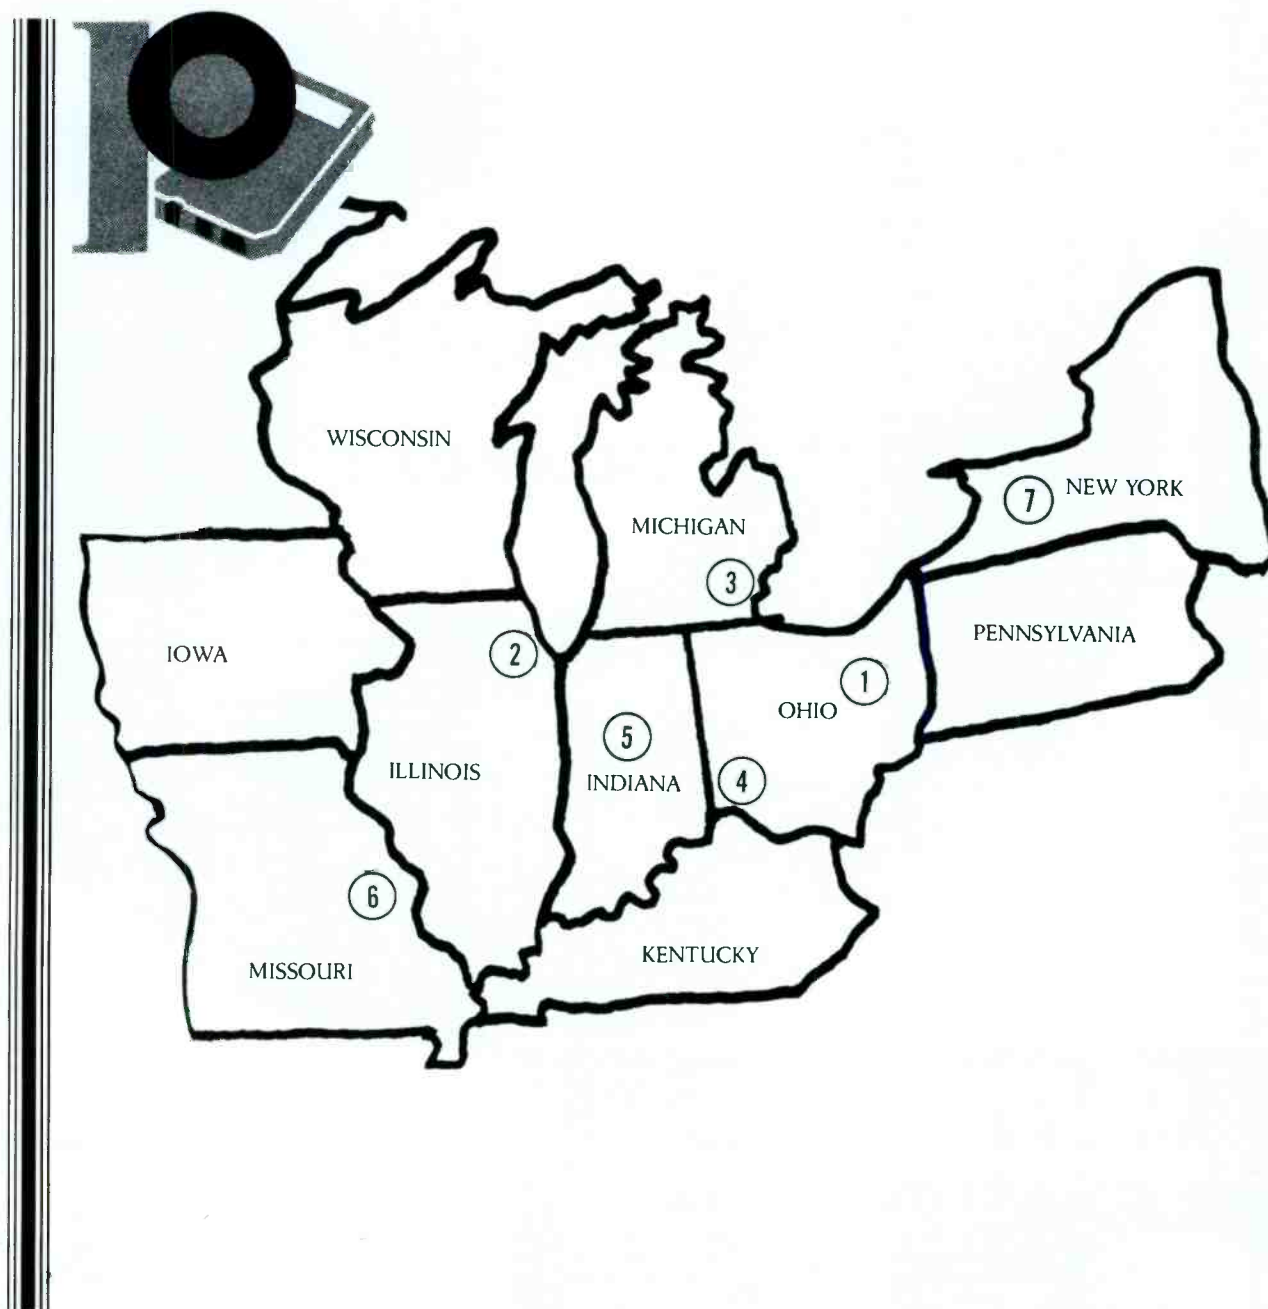 WISCONSIN
MICHIGAN
3
7
NEW YORK
IOWA
2
PENNSYLVANIA
1
OHIO
5
ILLINOIS
INDIANA
4
6
MISSOURI
KENTUCKY